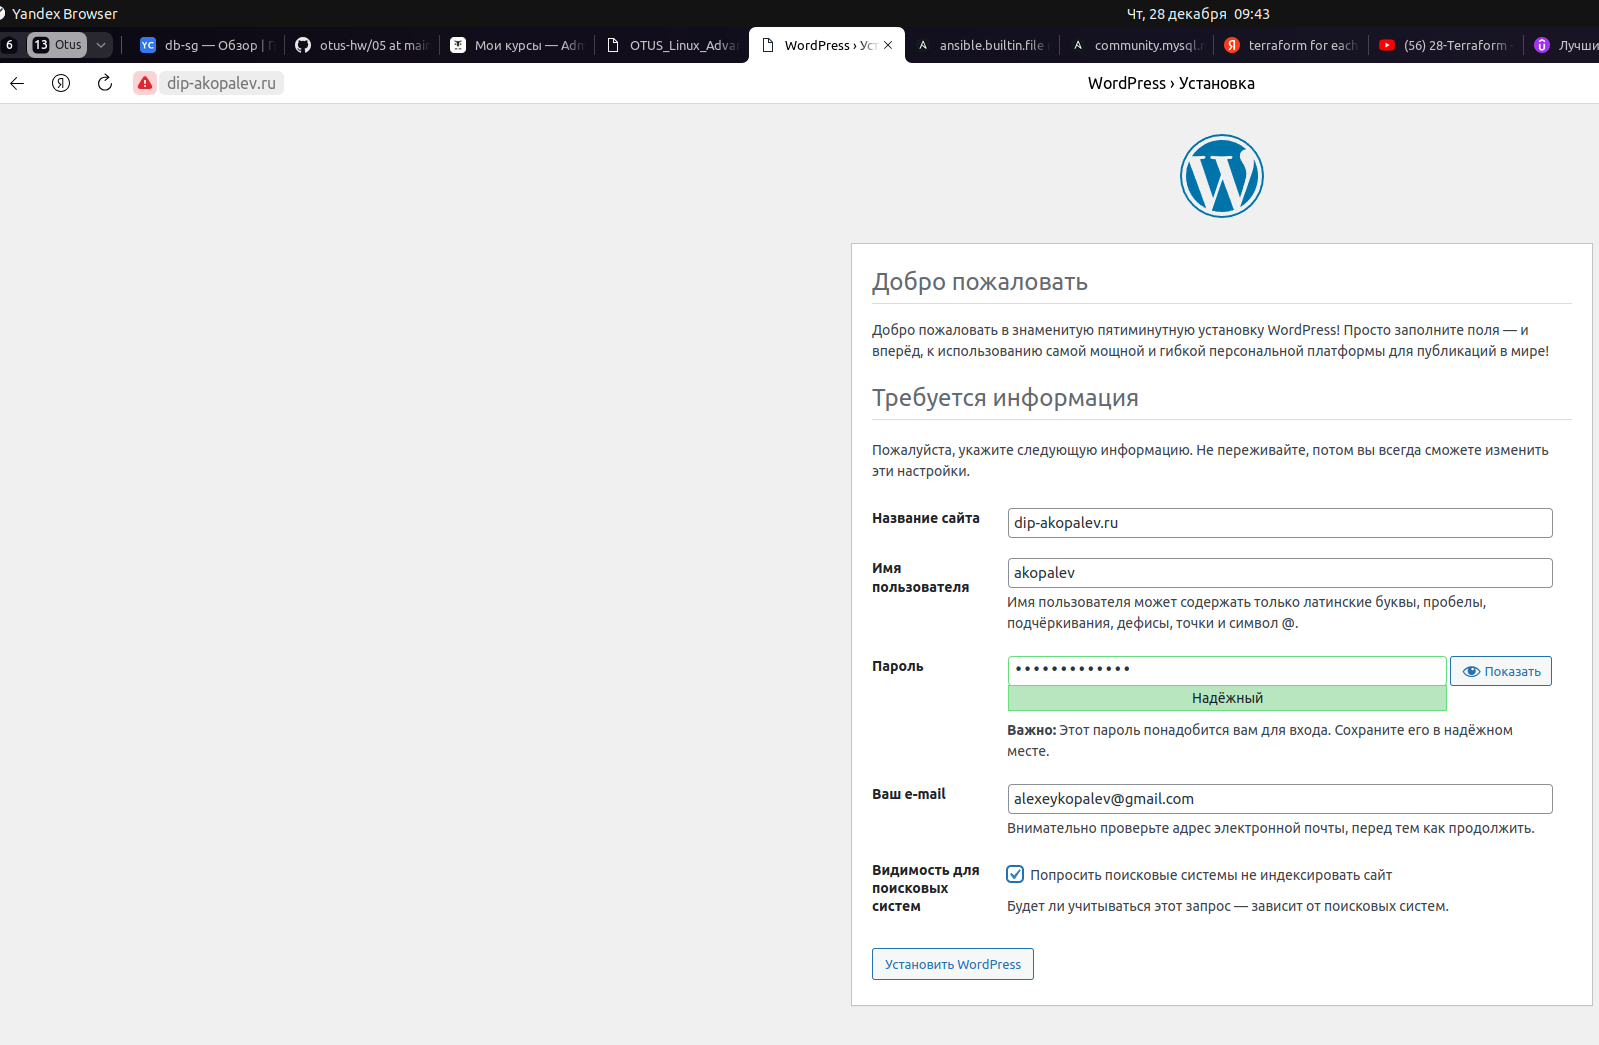 Yandex Browser
Чт, 28 декабря 09:43
6
13 Otus
YC db-sg — Обзор |
otus-hw/05 at main
Мои курсы —
OTUS_Linux_
WordPress › Уст
ansible.builtin.file
community.mysql.
terraform for each
(56) 28-Terraform
Лучши
dip-akopalev.ru
WordPress › Установка
Добро пожаловать
Добро пожаловать в знаменитую пятиминутную установку WordPress! Просто заполните поля — и
вперёд, к использованию самой мощной и гибкой персональной платформы для публикаций в мире!
Требуется информация
Пожалуйста, укажите следующую информацию. Не переживайте, потом вы всегда сможете изменить
эти настройки.
Название сайта
dip-akopalev.ru
Имя
пользователя
akopalev
Имя пользователя может содержать только латинские буквы, пробелы,
подчёркивания, дефисы, точки и символ @.
Пароль
•••••••••••••
Показать
Надёжный
Важно: Этот пароль понадобится вам для входа. Сохраните его в надёжном
месте.
Ваш e-mail
alexeykopalev@gmail.com
Внимательно проверьте адрес электронной почты, перед тем как продолжить.
Видимость для
поисковых
систем
Попросить поисковые системы не индексировать сайт
Будет ли учитываться этот запрос — зависит от поисковых систем.
Установить WordPress